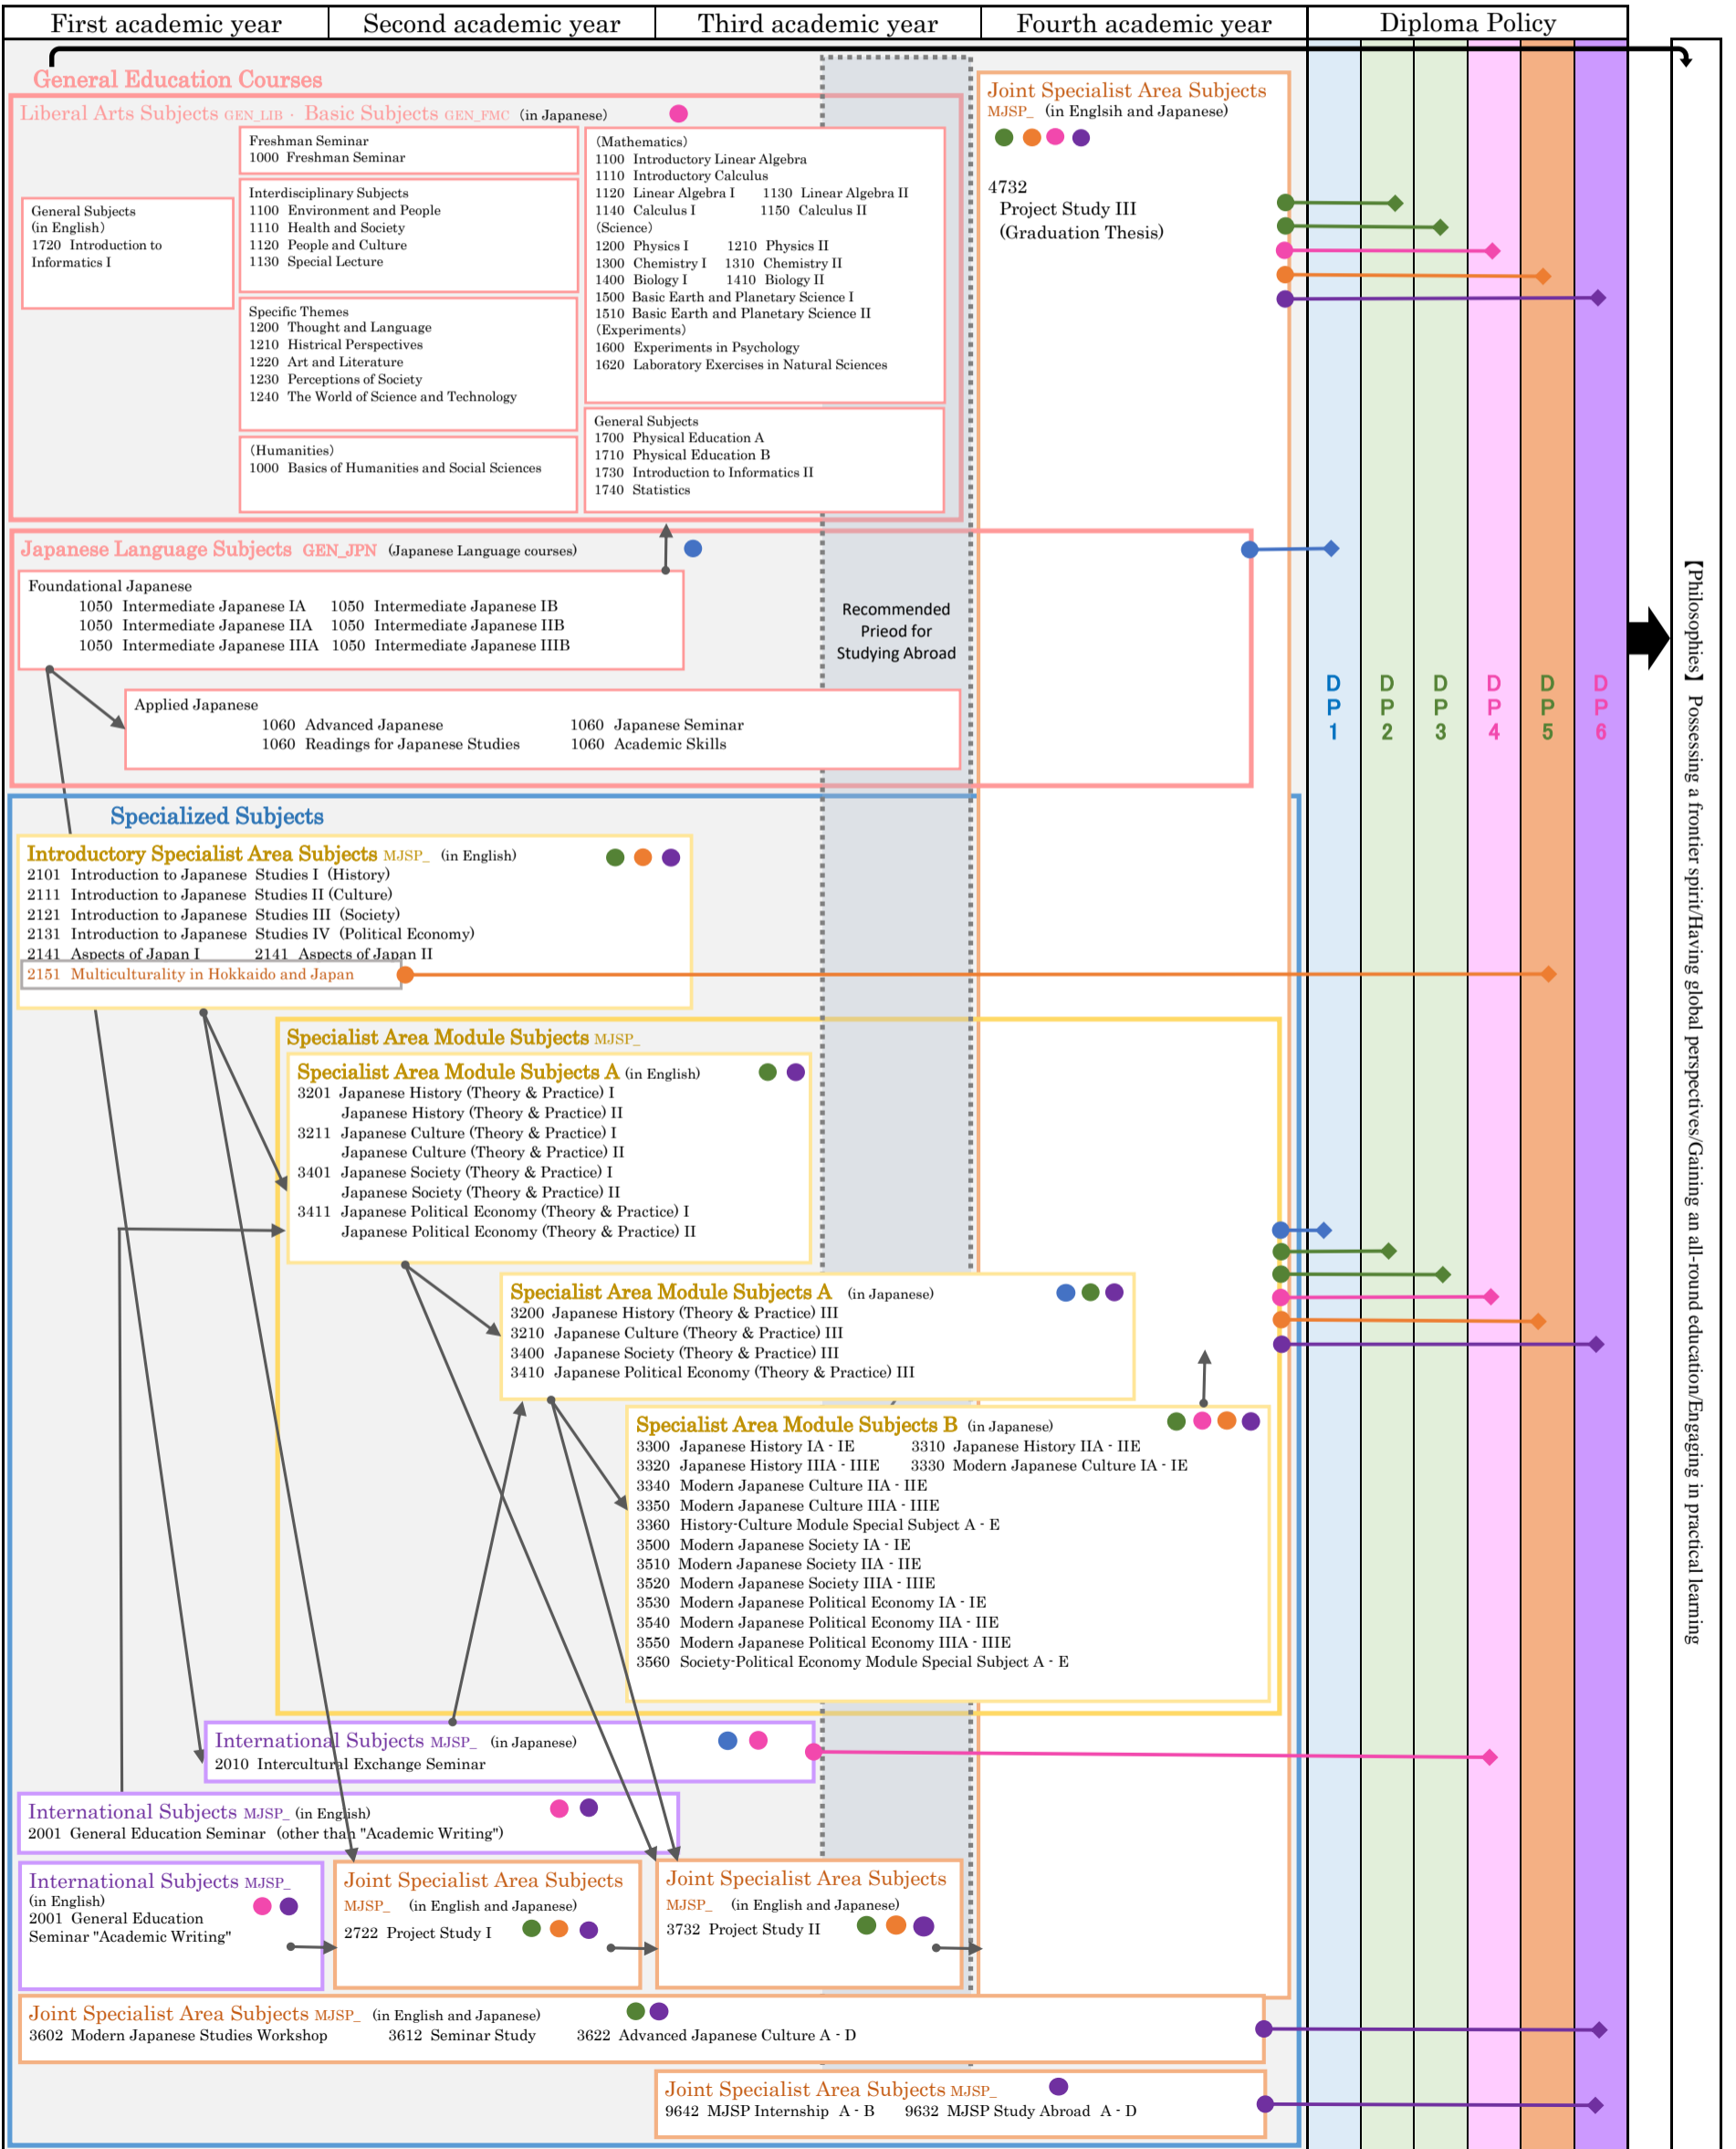 First academic year
Second academic year
Third academic year
Fourth academic year
Diploma Policy
General Education Courses
Liberal Arts Subjects GEN_LIB · Basic Subjects GEN_FMC (in Japanese)
General Subjects
(in English)
1720 Introduction to
Informatics I
Freshman Seminar
1000 Freshman Seminar
Interdisciplinary Subjects
1100 Environment and People
1110 Health and Society
1120 People and Culture
1130 Special Lecture
Specific Themes
1200 Thought and Language
1210 Histrical Perspectives
1220 Art and Literature
1230 Perceptions of Society
1240 The World of Science and Technology
(Humanities)
1000 Basics of Humanities and Social Sciences
(Mathematics)
1100 Introductory Linear Algebra
1110 Introductory Calculus
1120 Linear Algebra I 1130 Linear Algebra II
1140 Calculus I 1150 Calculus II
(Science)
1200 Physics I 1210 Physics II
1300 Chemistry I 1310 Chemistry II
1400 Biology I 1410 Biology II
1500 Basic Earth and Planetary Science I
1510 Basic Earth and Planetary Science II
(Experiments)
1600 Experiments in Psychology
1620 Laboratory Exercises in Natural Sciences
General Subjects
1700 Physical Education A
1710 Physical Education B
1730 Introduction to Informatics II
1740 Statistics
Joint Specialist Area Subjects
MJSP_ (in Englsih and Japanese)
4732
Project Study III
(Graduation Thesis)
Japanese Language Subjects GEN_JPN (Japanese Language courses)
Foundational Japanese
1050 Intermediate Japanese IA 1050 Intermediate Japanese IB
1050 Intermediate Japanese IIA 1050 Intermediate Japanese IIB
1050 Intermediate Japanese IIIA 1050 Intermediate Japanese IIIB
Applied Japanese
1060 Advanced Japanese 1060 Japanese Seminar
1060 Readings for Japanese Studies 1060 Academic Skills
Recommended
Prieod for
Studying Abroad
DP1
DP2
DP3
DP4
DP5
DP6
【Philosophies】 Possessing a frontier spirit/Having global perspectives/Gaining an all-round education/Engaging in practical learning
Specialized Subjects
Introductory Specialist Area Subjects MJSP_ (in English)
2101 Introduction to Japanese Studies I (History)
2111 Introduction to Japanese Studies II (Culture)
2121 Introduction to Japanese Studies III (Society)
2131 Introduction to Japanese Studies IV (Political Economy)
2141 Aspects of Japan I 2141 Aspects of Japan II
2151 Multiculturality in Hokkaido and Japan
Specialist Area Module Subjects MJSP_
Specialist Area Module Subjects A (in English)
3201 Japanese History (Theory & Practice) I
Japanese History (Theory & Practice) II
3211 Japanese Culture (Theory & Practice) I
Japanese Culture (Theory & Practice) II
3401 Japanese Society (Theory & Practice) I
Japanese Society (Theory & Practice) II
3411 Japanese Political Economy (Theory & Practice) I
Japanese Political Economy (Theory & Practice) II
Specialist Area Module Subjects A (in Japanese)
3200 Japanese History (Theory & Practice) III
3210 Japanese Culture (Theory & Practice) III
3400 Japanese Society (Theory & Practice) III
3410 Japanese Political Economy (Theory & Practice) III
Specialist Area Module Subjects B (in Japanese)
3300 Japanese History IA - IE 3310 Japanese History IIA - IIE
3320 Japanese History IIIA - IIIE 3330 Modern Japanese Culture IA - IE
3340 Modern Japanese Culture IIA - IIE
3350 Modern Japanese Culture IIIA - IIIE
3360 History-Culture Module Special Subject A - E
3500 Modern Japanese Society IA - IE
3510 Modern Japanese Society IIA - IIE
3520 Modern Japanese Society IIIA - IIIE
3530 Modern Japanese Political Economy IA - IE
3540 Modern Japanese Political Economy IIA - IIE
3550 Modern Japanese Political Economy IIIA - IIIE
3560 Society-Political Economy Module Special Subject A - E
International Subjects MJSP_ (in Japanese)
2010 Intercultural Exchange Seminar
International Subjects MJSP_ (in English)
2001 General Education Seminar (other than "Academic Writing")
International Subjects MJSP_
(in English)
2001 General Education
Seminar "Academic Writing"
Joint Specialist Area Subjects
MJSP_ (in English and Japanese)
2722 Project Study I
Joint Specialist Area Subjects
MJSP_ (in English and Japanese)
3732 Project Study II
Joint Specialist Area Subjects MJSP_ (in English and Japanese)
3602 Modern Japanese Studies Workshop 3612 Seminar Study 3622 Advanced Japanese Culture A - D
Joint Specialist Area Subjects MJSP_
9642 MJSP Internship A - B 9632 MJSP Study Abroad A - D